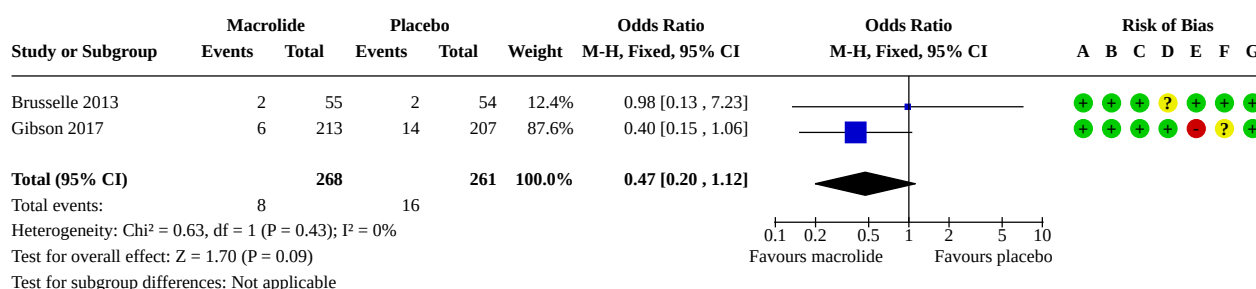 Macrolide Placebo Odds Ratio Odds Ratio Risk of Bias
Study or Subgroup Events Total Events Total Weight M-H, Fixed, 95% CI M-H, Fixed, 95% CI A B C D E F G
Brusselle 2013 2 55 2 54 12.4% 0.98 [0.13 , 7.23] + + + ? + + +
Gibson 2017 6 213 14 207 87.6% 0.40 [0.15 , 1.06] + + + + - ? +
Total (95% CI) 268 261 100.0% 0.47 [0.20 , 1.12]
Total events: 8 16
Heterogeneity: Chi² = 0.63, df = 1 (P = 0.43); I² = 0%
0.1 0.2 0.5 1 2 5 10
Test for overall effect: Z = 1.70 (P = 0.09) Favours macrolide Favours placebo
Test for subgroup differences: Not applicable